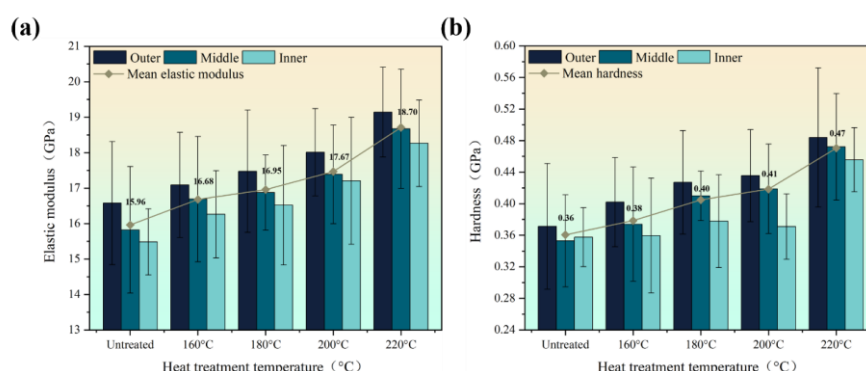 (a)
Outer Middle Inner
Mean elastic modulus
Elastic modulus（GPa）
21
20
19
18
17
16
15
14
13
15.96
16.68
16.95
17.67
18.70
Untreated 160°C 180°C 200°C 220°C
Heat treatment temperature（°C）
(b)
Outer Middle Inner
Mean hardness
Hardness（GPa）
0.60
0.56
0.52
0.48
0.44
0.40
0.36
0.32
0.28
0.24
0.36
0.38
0.40
0.41
0.47
Untreated 160°C 180°C 200°C 220°C
Heat treatment temperature（°C）